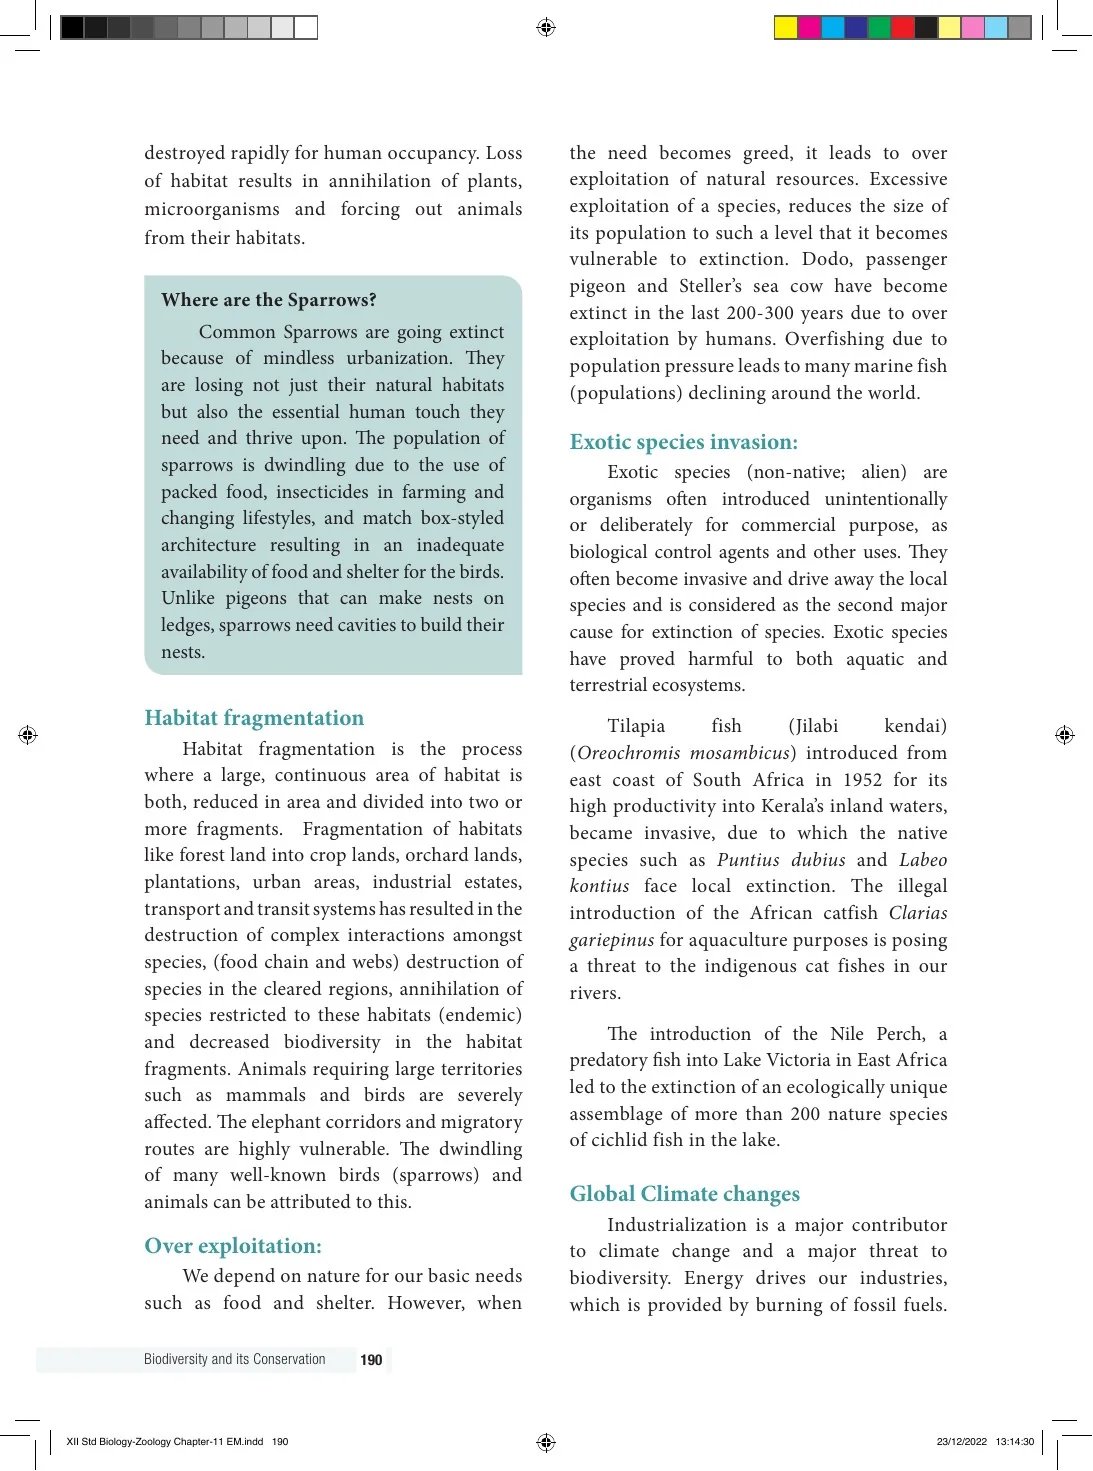 destroyed rapidly for human occupancy. Loss
of habitat results in annihilation of plants,
microorganisms and forcing out animals
from their habitats.
Where are the Sparrows?
Common Sparrows are going extinct
because of mindless urbanization. They
are losing not just their natural habitats
but also the essential human touch they
need and thrive upon. The population of
sparrows is dwindling due to the use of
packed food, insecticides in farming and
changing lifestyles, and match box-styled
architecture resulting in an inadequate
availability of food and shelter for the birds.
Unlike pigeons that can make nests on
ledges, sparrows need cavities to build their
nests.
Habitat fragmentation
Habitat fragmentation is the process
where a large, continuous area of habitat is
both, reduced in area and divided into two or
more fragments. Fragmentation of habitats
like forest land into crop lands, orchard lands,
plantations, urban areas, industrial estates,
transport and transit systems has resulted in the
destruction of complex interactions amongst
species, (food chain and webs) destruction of
species in the cleared regions, annihilation of
species restricted to these habitats (endemic)
and decreased biodiversity in the habitat
fragments. Animals requiring large territories
such as mammals and birds are severely
affected. The elephant corridors and migratory
routes are highly vulnerable. The dwindling
of many well-known birds (sparrows) and
animals can be attributed to this.
Over exploitation:
We depend on nature for our basic needs
such as food and shelter. However, when
the need becomes greed, it leads to over
exploitation of natural resources. Excessive
exploitation of a species, reduces the size of
its population to such a level that it becomes
vulnerable to extinction. Dodo, passenger
pigeon and Steller's sea cow have become
extinct in the last 200-300 years due to over
exploitation by humans. Overfishing due to
population pressure leads to many marine fish
(populations) declining around the world.
Exotic species invasion:
Exotic species (non-native; alien) are
organisms often introduced unintentionally
or deliberately for commercial purpose, as
biological control agents and other uses. They
often become invasive and drive away the local
species and is considered as the second major
cause for extinction of species. Exotic species
have proved harmful to both aquatic and
terrestrial ecosystems.
Tilapia fish (Jilabi kendai)
(Oreochromis mosambicus) introduced from
east coast of South Africa in 1952 for its
high productivity into Kerala's inland waters,
became invasive, due to which the native
species such as Puntius dubius and Labeo
kontius face local extinction. The illegal
introduction of the African catfish Clarias
gariepinus for aquaculture purposes is posing
a threat to the indigenous cat fishes in our
rivers.
The introduction of the Nile Perch, a
predatory fish into Lake Victoria in East Africa
led to the extinction of an ecologically unique
assemblage of more than 200 nature species
of cichlid fish in the lake.
Global Climate changes
Industrialization is a major contributor
to climate change and a major threat to
biodiversity. Energy drives our industries,
which is provided by burning of fossil fuels.
Biodiversity and its Conservation 190
XII Std Biology-Zoology Chapter-11 EM.indd 190
23/12/2022 13:14:30